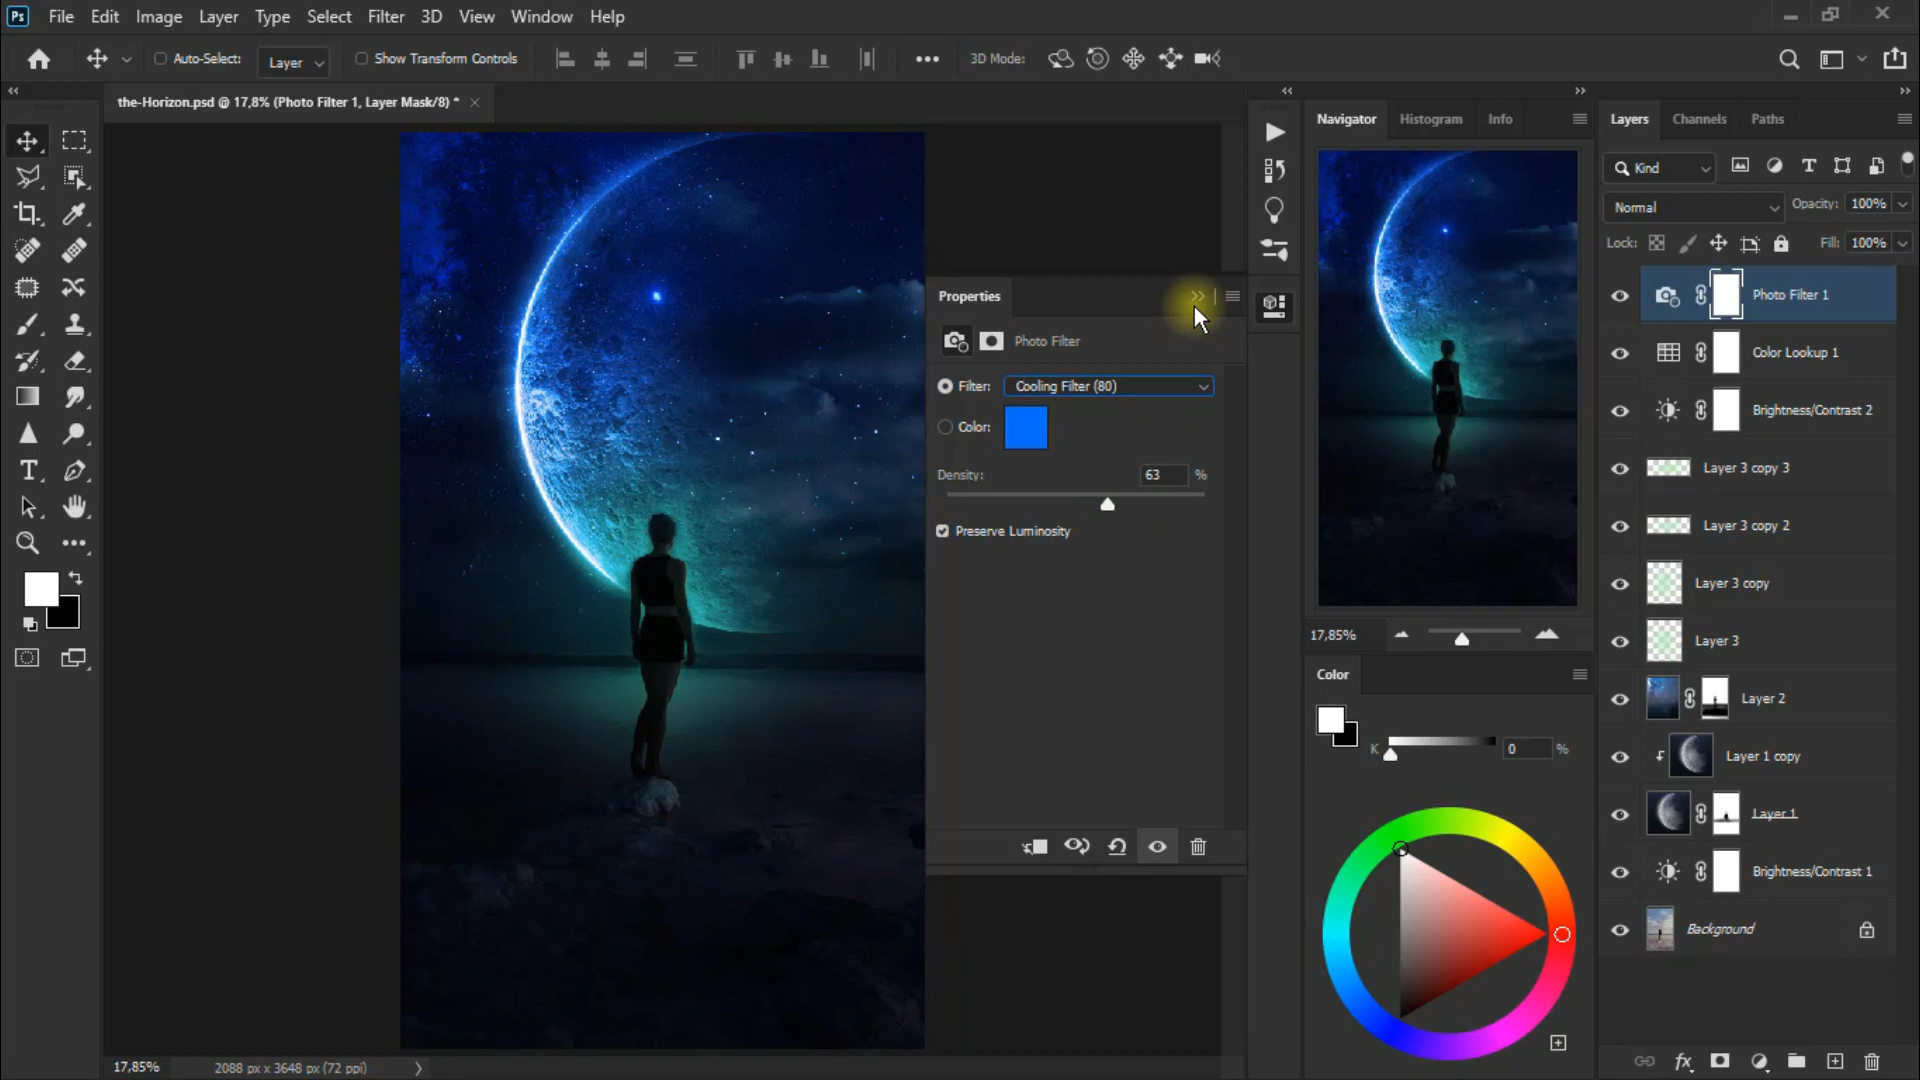 Ps File Edit Image Layer Type Select Filter 3D View Window Help
Auto-Select: Layer Show Transform Controls 3D Mode:
the-Horizon.psd @ 17,8% (Photo Filter 1, Layer Mask/8) *
Properties
Photo Filter
Filter: Cooling Filter (80)
Color:
Density: 63 %
Preserve Luminosity
17,85% 2088 px x 3648 px (72 ppi)
Navigator Histogram Info
17,85%
Color
K 0 %
Layers Channels Paths
Kind
Normal Opacity: 100%
Lock: Fill: 100%
Photo Filter 1
Color Lookup 1
Brightness/Contrast 2
Layer 3 copy 3
Layer 3 copy 2
Layer 3 copy
Layer 3
Layer 2
Layer 1 copy
Layer 1
Brightness/Contrast 1
Background
fx